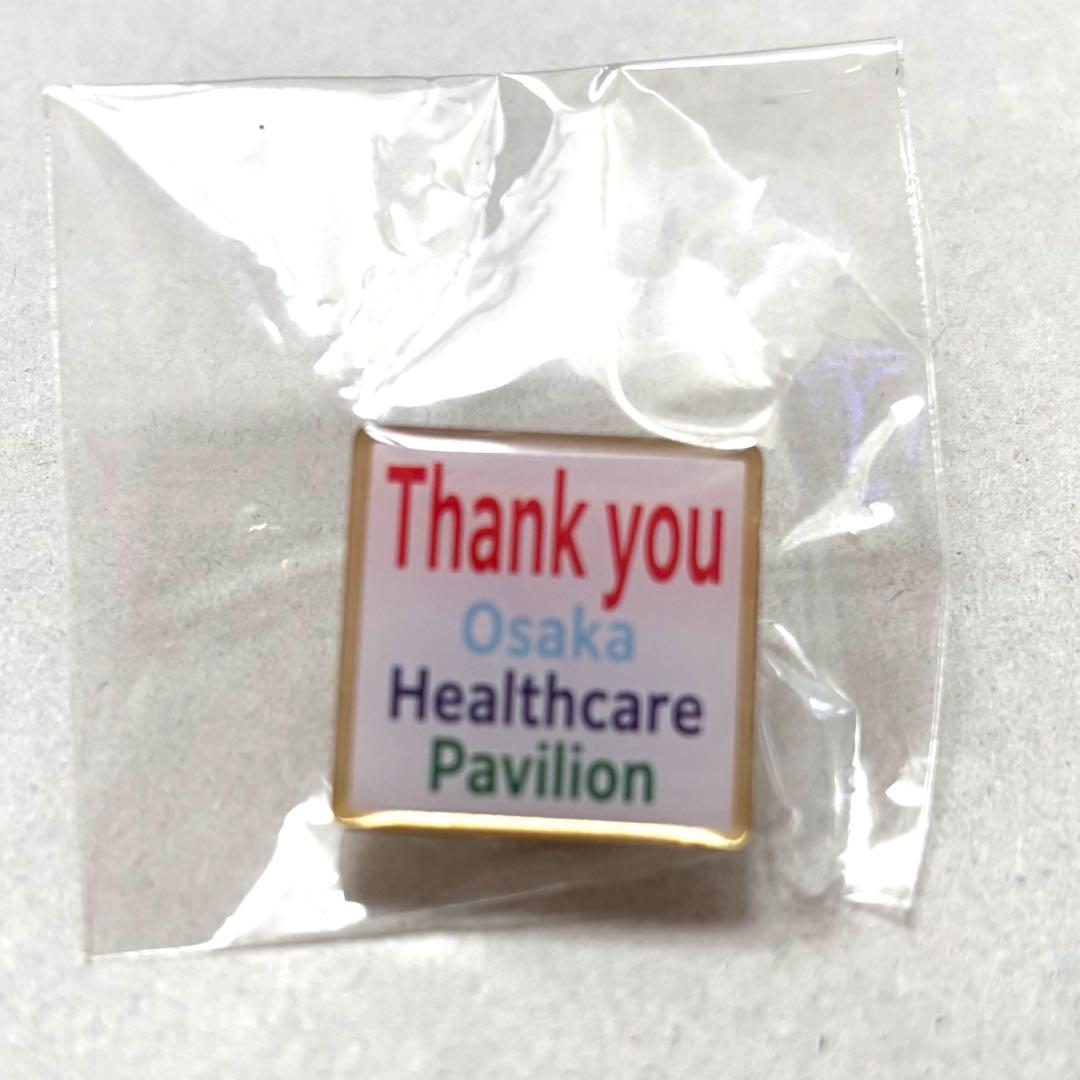 Thank you
Osaka
Healthcare
Pavilion